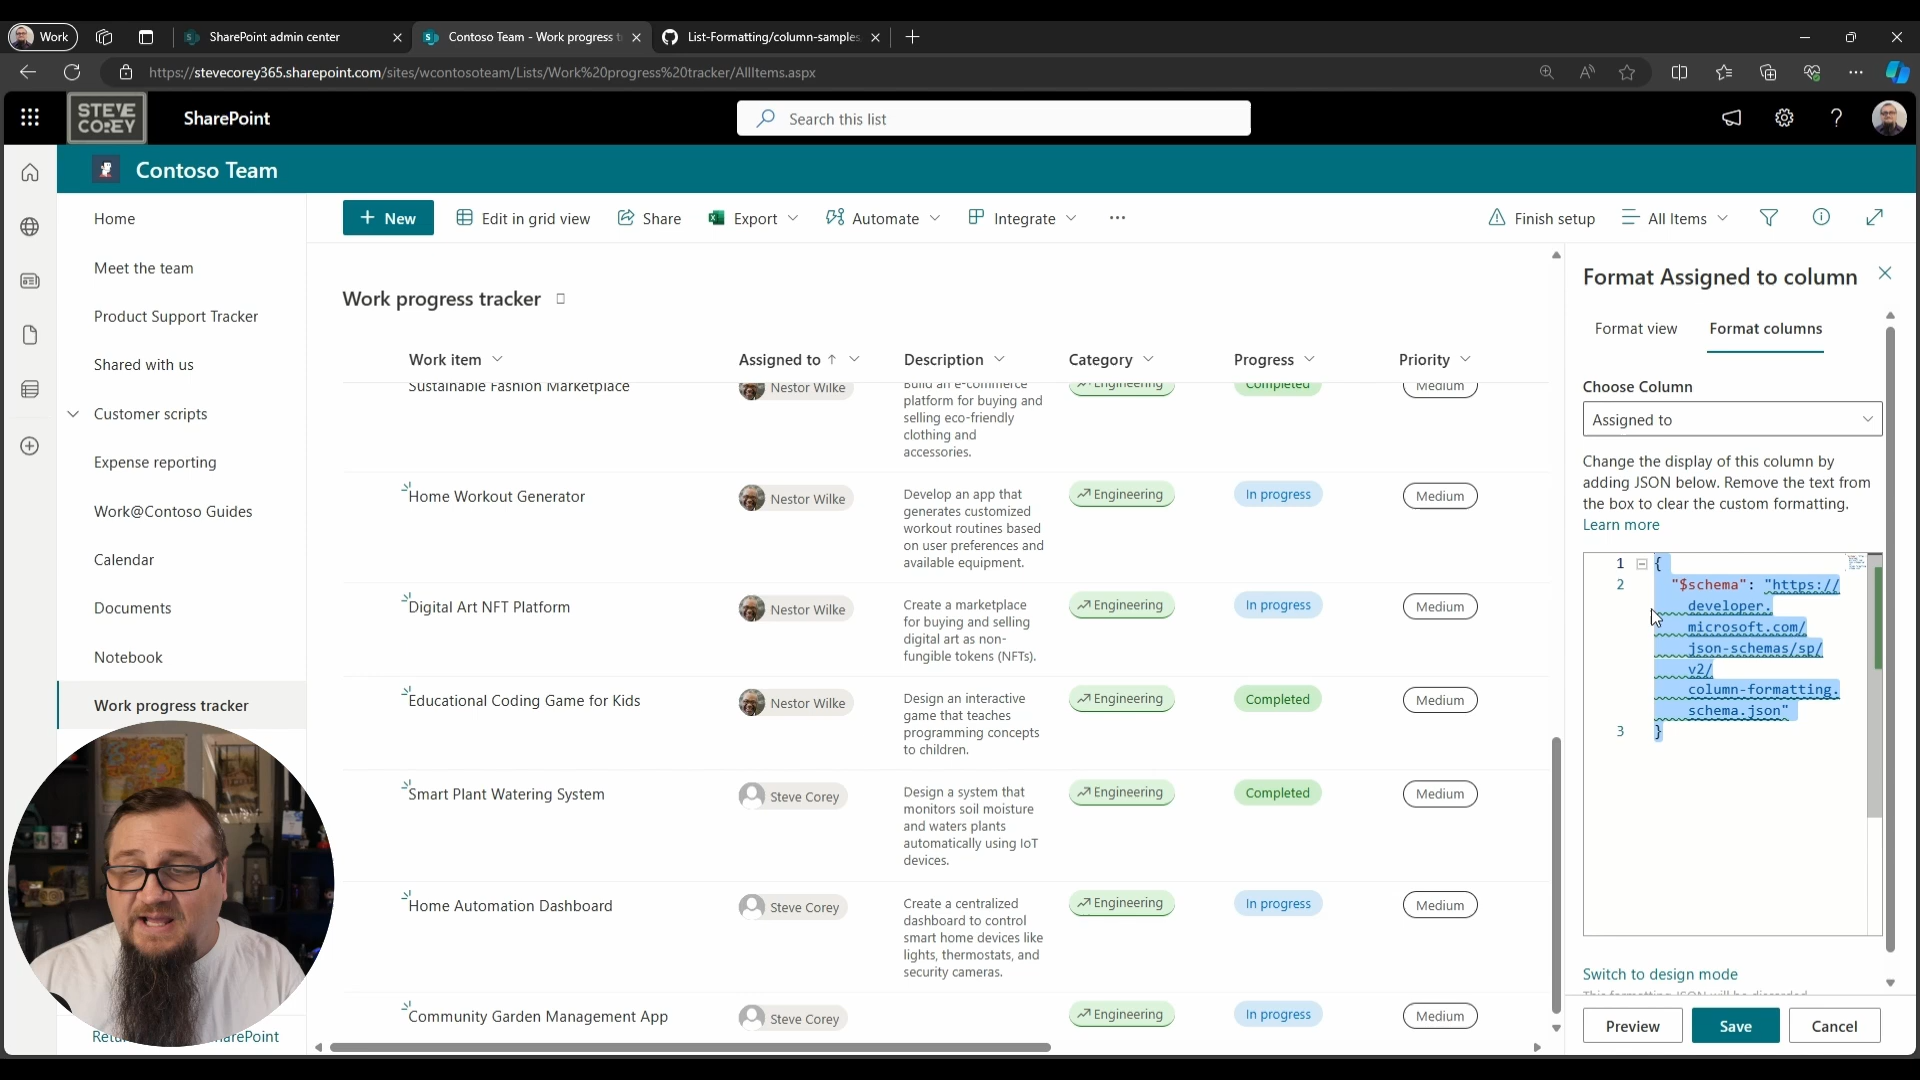 Work
SharePoint admin center
Contoso Team - Work progress t
List-Formatting/column-samples
https://stevecorey365.sharepoint.com/sites/wcontosoteam/Lists/Work%20progress%20tracker/AllItems.aspx
STEVE
COREY
SharePoint
Search this list
Contoso Team
Home
Meet the team
Product Support Tracker
Shared with us
Customer scripts
Expense reporting
Work@Contoso Guides
Calendar
Documents
Notebook
Work progress tracker
New
Edit in grid view
Share
Export
Automate
Integrate
Finish setup
All Items
Work progress tracker
Work item
Assigned to
Description
Category
Progress
Priority
Sustainable Fashion Marketplace
Nestor Wilke
Build an e-commerce
platform for buying and
selling eco-friendly
clothing and
accessories.
Engineering
Completed
Medium
Home Workout Generator
Nestor Wilke
Develop an app that
generates customized
workout routines based
on user preferences and
available equipment.
Engineering
In progress
Medium
Digital Art NFT Platform
Nestor Wilke
Create a marketplace
for buying and selling
digital art as non-
fungible tokens (NFTs).
Engineering
In progress
Medium
Educational Coding Game for Kids
Nestor Wilke
Design an interactive
game that teaches
programming concepts
to children.
Engineering
Completed
Medium
Smart Plant Watering System
Steve Corey
Design a system that
monitors soil moisture
and waters plants
automatically using IoT
devices.
Engineering
Completed
Medium
Home Automation Dashboard
Steve Corey
Create a centralized
dashboard to control
smart home devices like
lights, thermostats, and
security cameras.
Engineering
In progress
Medium
Community Garden Management App
Steve Corey
Engineering
In progress
Medium
Format Assigned to column
Format view
Format columns
Choose Column
Assigned to
Change the display of this column by
adding JSON below. Remove the text from
the box to clear the custom formatting.
Learn more
1 {
2 "$schema": "https://
developer.
microsoft.com/
json-schemas/sp/
v2/
column-formatting.
schema.json"
3 }
Switch to design mode
This formatting JSON will be discarded
Preview
Save
Cancel